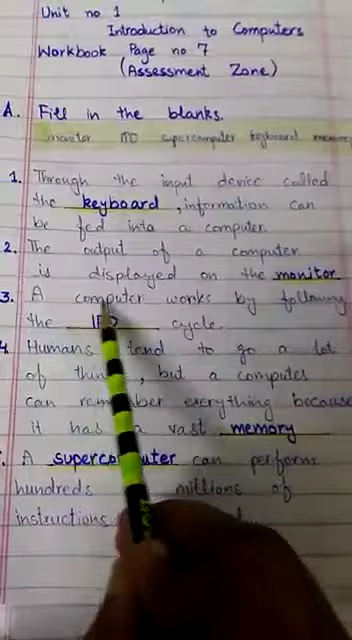 Unit no 1
Introduction to Computers
Workbook Page no 7
(Assessment Zone)
A. Fill in the blanks.
monitor IPO supercomputer keyboard memory
1. Through the input device called
the keyboard, information can
be fed into a computer.
2. The output of a computer
is displayed on the monitor
3. A computer works by following
the IPO cycle.
4. Humans tend to go a lot
of things, but a computer
can remember everything because
it has a vast memory
A supercomputer can perform
hundreds millions of
instructions